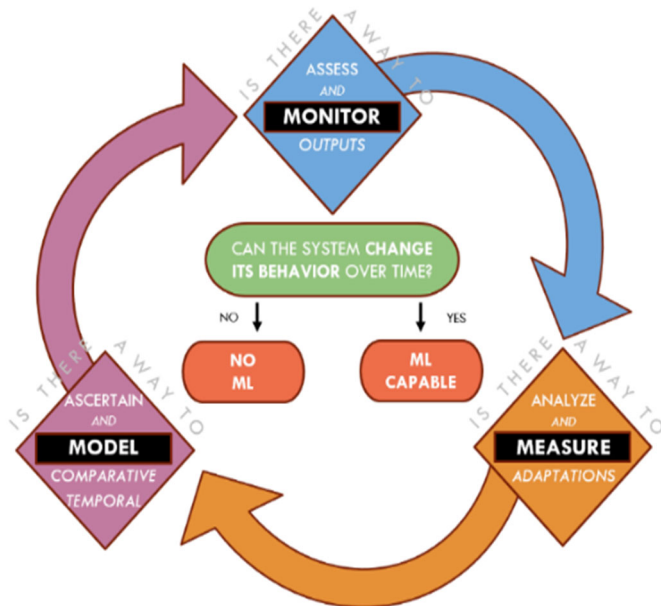 IS THERE A WAY TO
ASSESS
AND
MONITOR
OUTPUTS
CAN THE SYSTEM CHANGE
ITS BEHAVIOR OVER TIME?
NO
YES
NO
ML
ML
CAPABLE
IS THERE A WAY TO
ASCERTAIN
AND
MODEL
COMPARATIVE
TEMPORAL
IS THERE A WAY TO
ANALYZE
AND
MEASURE
ADAPTATIONS